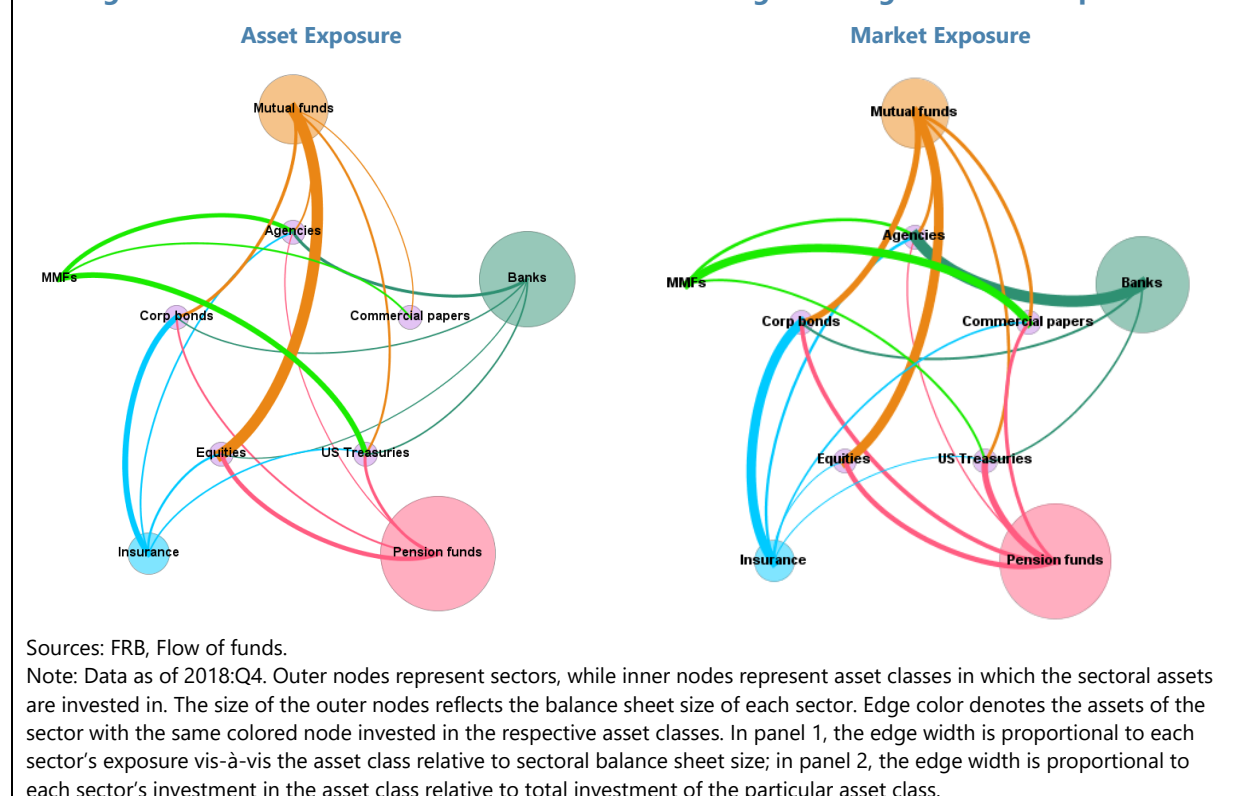 Asset Exposure
Market Exposure
Mutual funds
Agencies
MMFs
Banks
Corp bonds
Commercial papers
Equities
US Treasuries
Insurance
Pension funds
Mutual funds
Agencies
MMFs
Banks
Corp bonds
Commercial papers
Equities
US Treasuries
Insurance
Pension funds
Sources: FRB, Flow of funds.
Note: Data as of 2018:Q4. Outer nodes represent sectors, while inner nodes represent asset classes in which the sectoral assets
are invested in. The size of the outer nodes reflects the balance sheet size of each sector. Edge color denotes the assets of the
sector with the same colored node invested in the respective asset classes. In panel 1, the edge width is proportional to each
sector's exposure vis-à-vis the asset class relative to sectoral balance sheet size; in panel 2, the edge width is proportional to
each sector's investment in the asset class relative to total investment of the particular asset class.